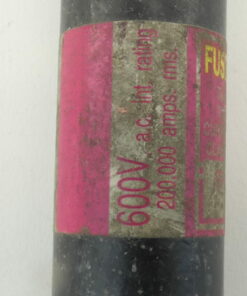 600V a.c. int. rating
200,000 amps rms.
FUS